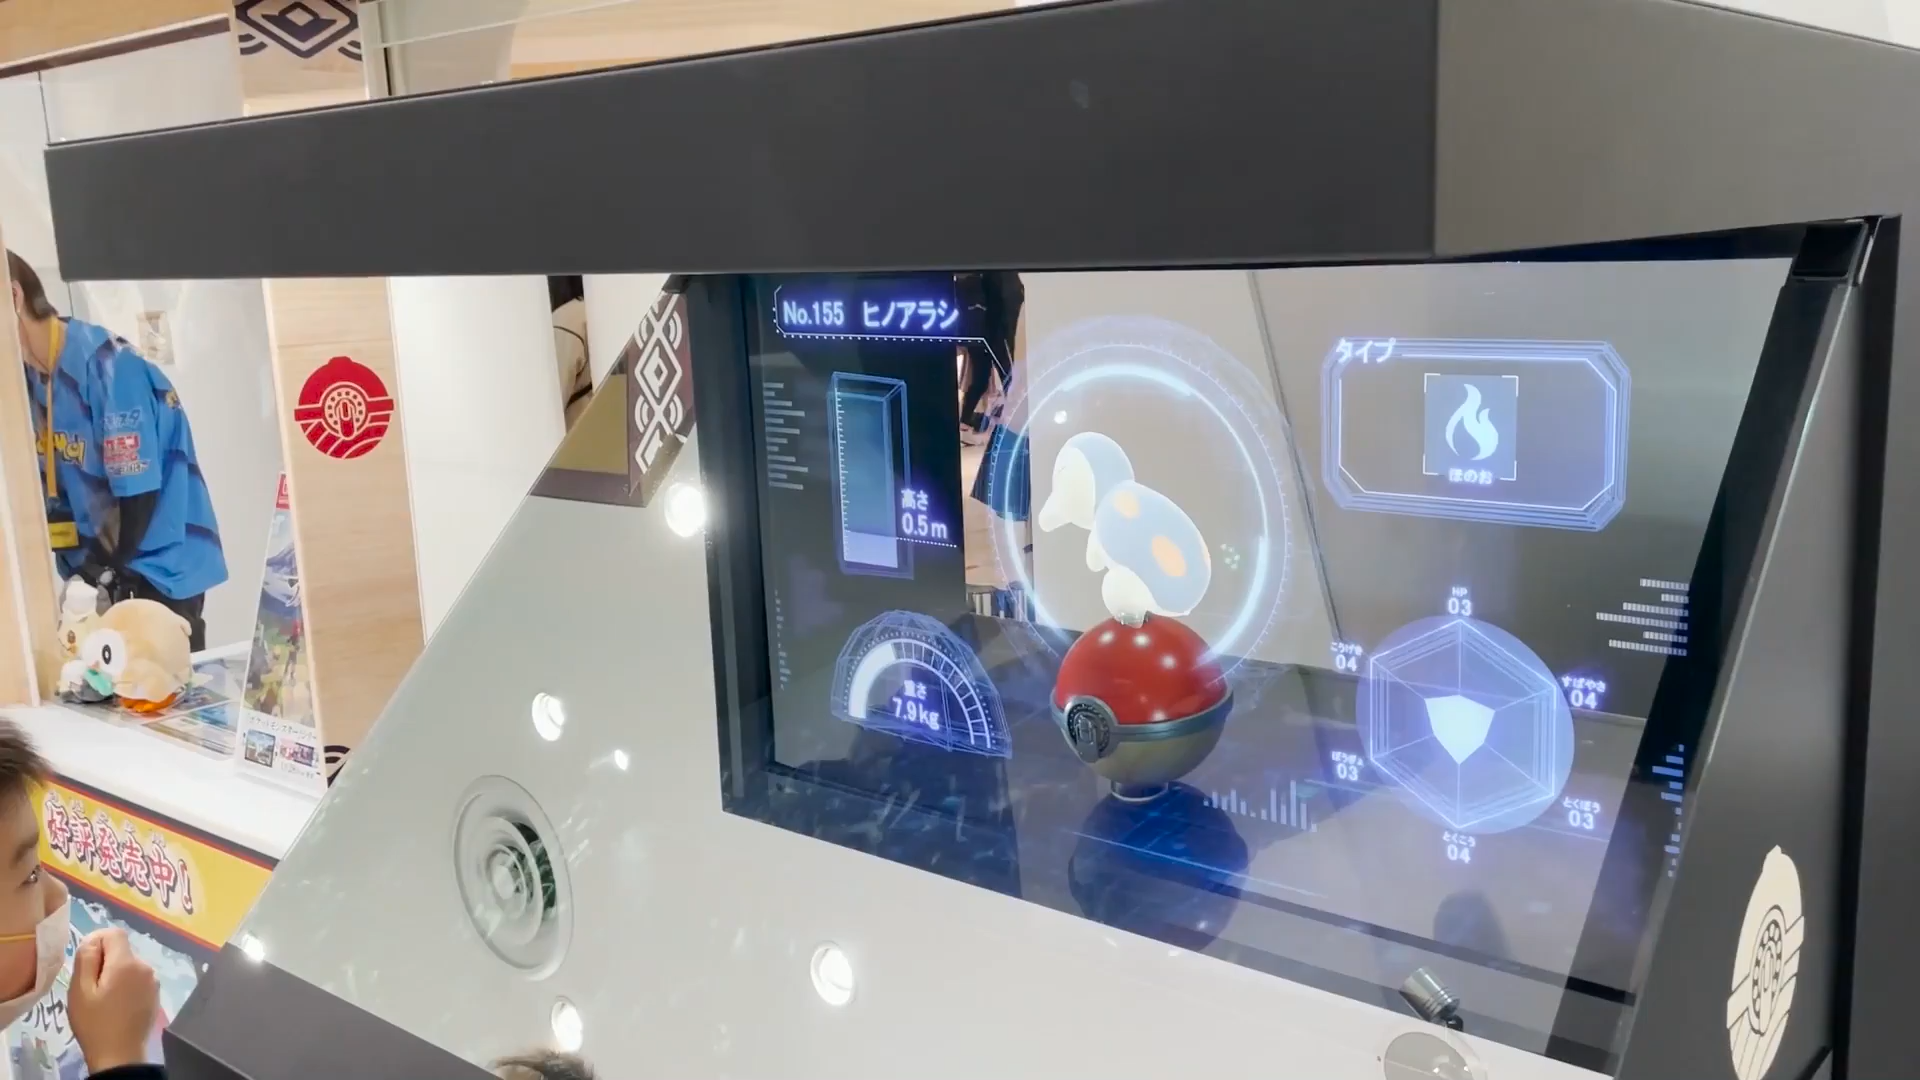 No.155 ヒノアラシ
高さ
0.5m
重さ
7.9kg
タイプ
ほのお
HP
03
こうげき
04
すばやさ
04
ぼうぎょ
03
とくぼう
03
とくこう
04
好評発売中!